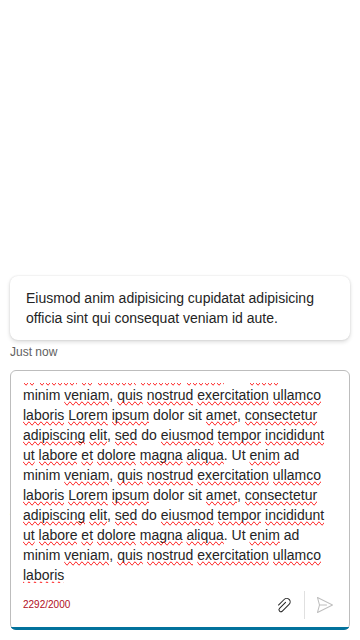 Eiusmod anim adipisicing cupidatat adipisicing
officia sint qui consequat veniam id aute.
Just now
minim veniam, quis nostrud exercitation ullamco
laboris Lorem ipsum dolor sit amet, consectetur
adipiscing elit, sed do eiusmod tempor incididunt
ut labore et dolore magna aliqua. Ut enim ad
minim veniam, quis nostrud exercitation ullamco
laboris Lorem ipsum dolor sit amet, consectetur
adipiscing elit, sed do eiusmod tempor incididunt
ut labore et dolore magna aliqua. Ut enim ad
minim veniam, quis nostrud exercitation ullamco
laboris
2292/2000